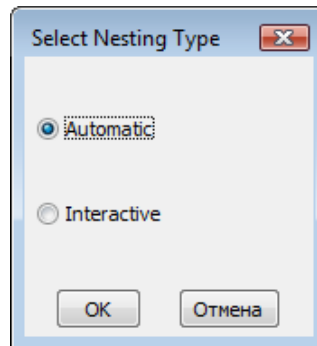 Select Nesting Type
Automatic
Interactive
OK Отмена